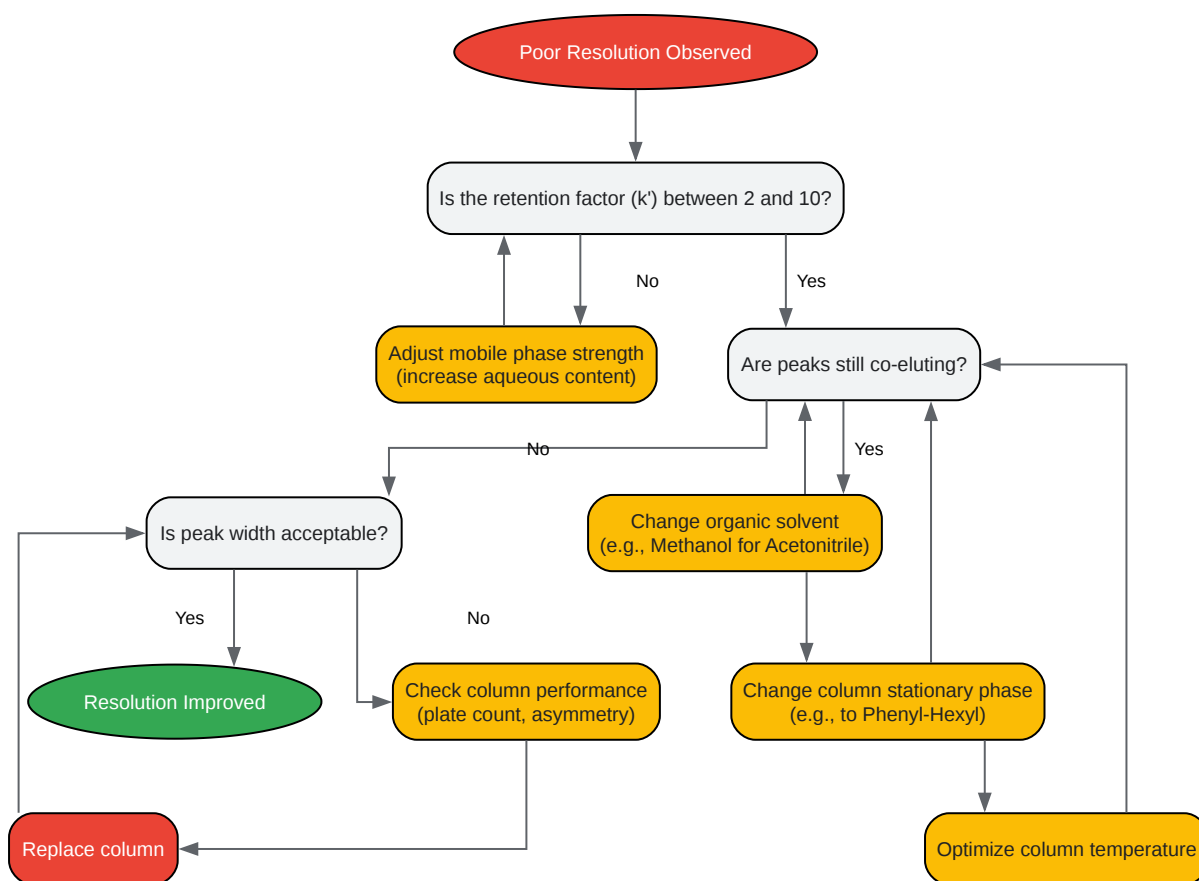 Poor Resolution Observed
Is the retention factor (k') between 2 and 10?
No
Yes
Adjust mobile phase strength
(increase aqueous content)
Are peaks still co-eluting?
No
Yes
Is peak width acceptable?
Change organic solvent
(e.g., Methanol for Acetonitrile)
Yes
No
Resolution Improved
Check column performance
(plate count, asymmetry)
Change column stationary phase
(e.g., to Phenyl-Hexyl)
Replace column
Optimize column temperature